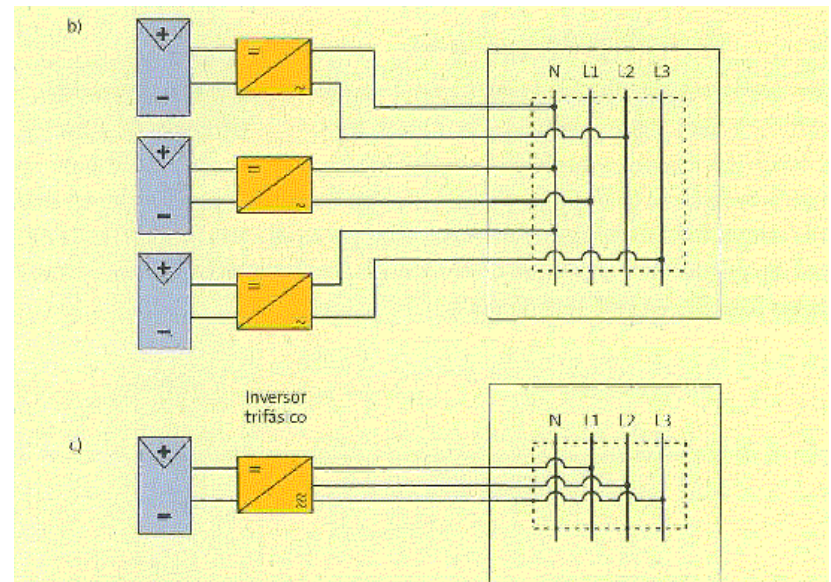 b)
+
=
−
~
N L1 L2 L3
+
=
−
~
+
=
−
~
Inversor
trifásico
N L1 L2 L3
c)
+
=
−
≋